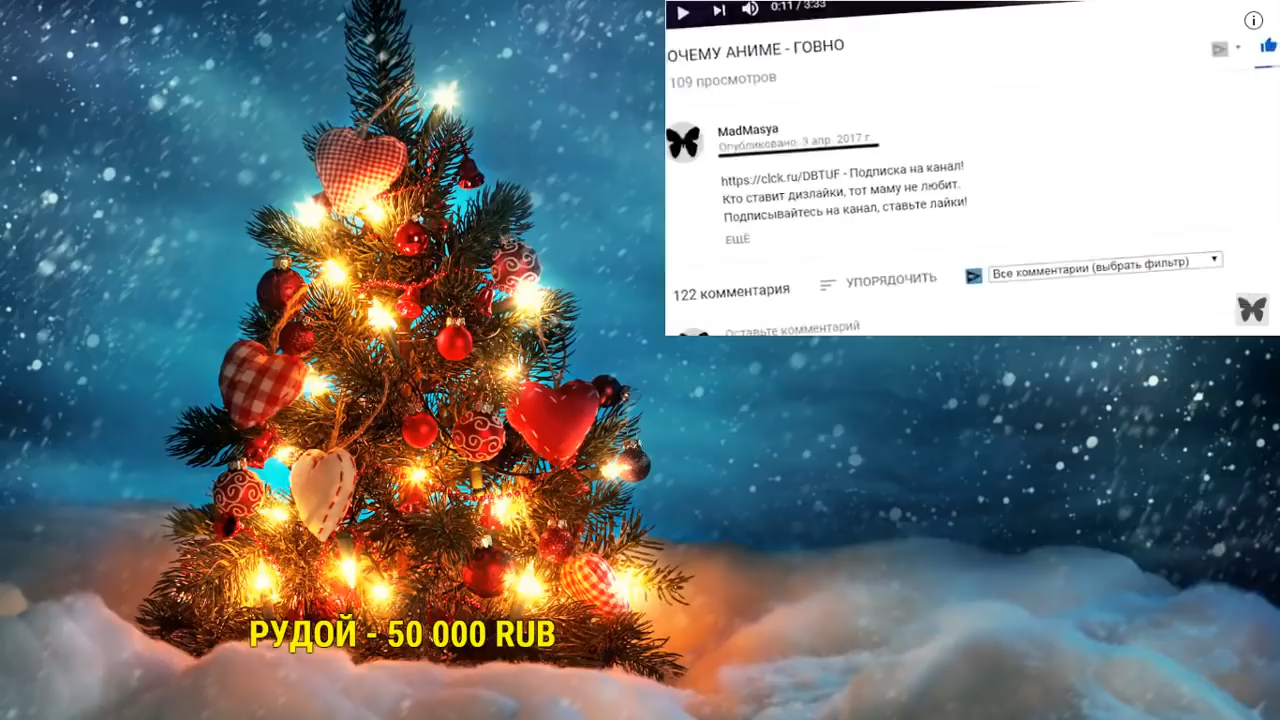 0:11 / 3:33
ОЧЕМУ АНИМЕ - ГОВНО
109 просмотров
MadMasya
Опубликовано: 3 апр. 2017 г.
https://clck.ru/DBTUF - Подписка на канал!
Кто ставит дизлайки, тот маму не любит.
Подписывайтесь на канал, ставьте лайки!
ЕЩЁ
122 комментария УПОРЯДОЧИТЬ Все комментарии (выбрать фильтр)
Оставьте комментарий
РУДОЙ - 50 000 RUB